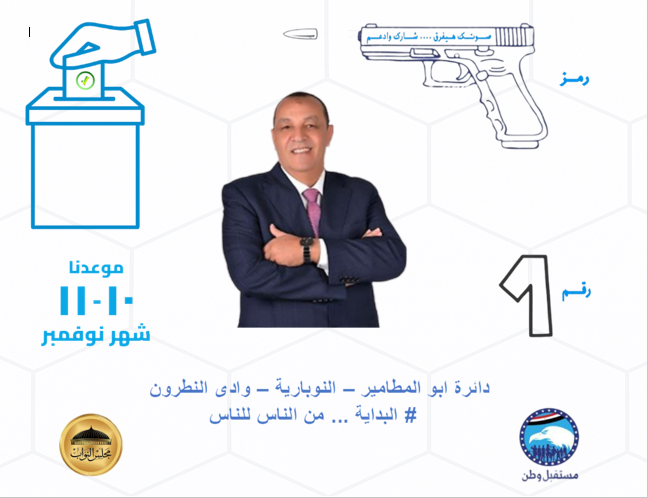 صوتك هيفرق .... شارك وادعم
رمز
موعدنا
١٠-١١
شهر نوفمبر
رقم
1
دائرة ابو المطامير – النوبارية – وادى النطرون
# البداية ... من الناس للناس
مجلس النواب
مستقبل وطن